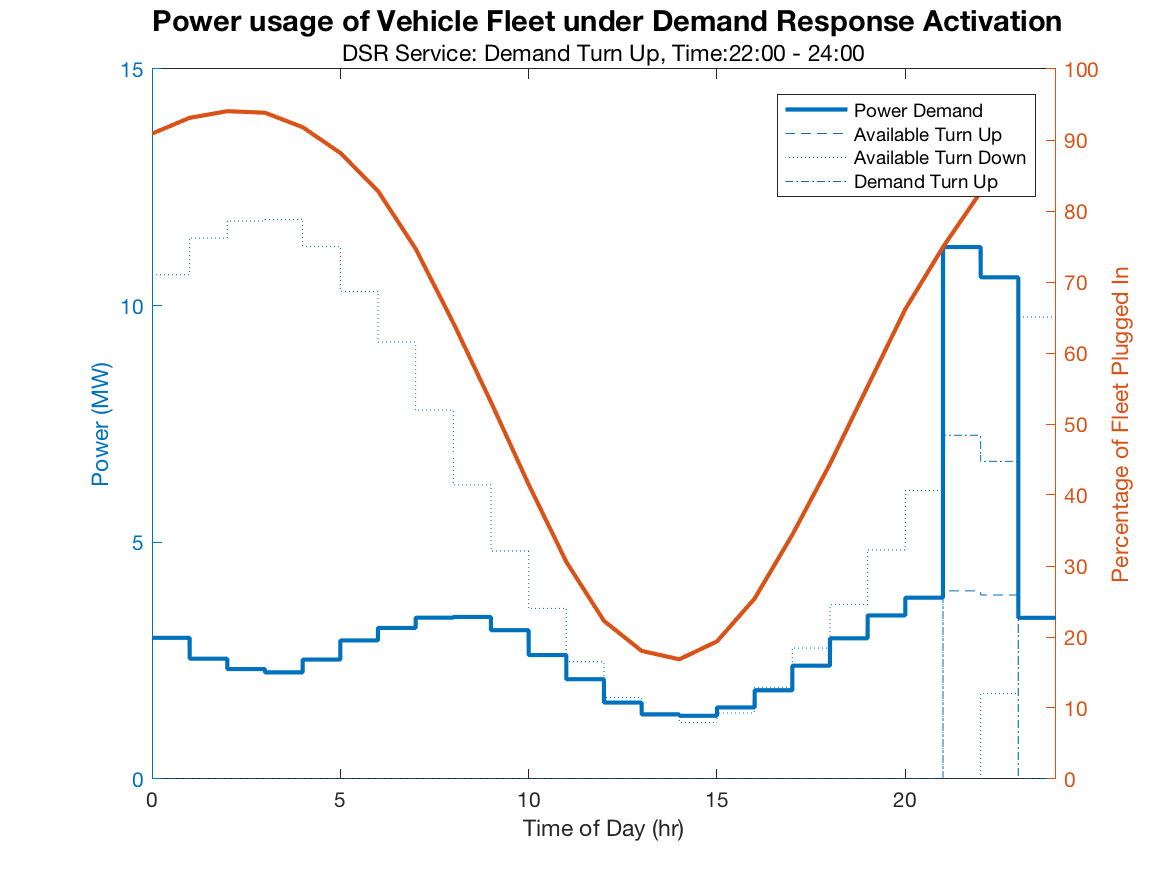 Power usage of Vehicle Fleet under Demand Response Activation
DSR Service: Demand Turn Up, Time:22:00 - 24:00
Power Demand
Available Turn Up
Available Turn Down
Demand Turn Up
Power (MW)
15
10
5
0
Percentage of Fleet Plugged In
100
90
80
70
60
50
40
30
20
10
0
0 5 10 15 20
Time of Day (hr)